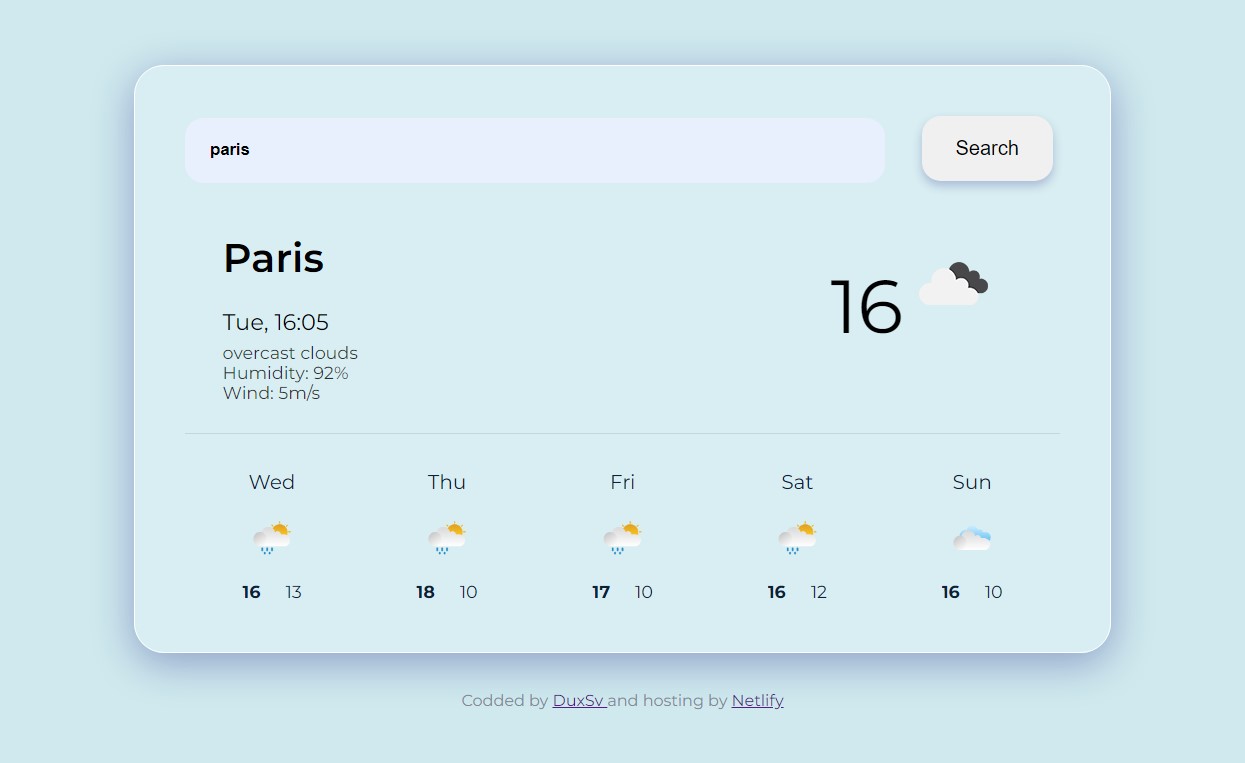 paris
Search
Paris
Tue, 16:05
overcast clouds
Humidity: 92%
Wind: 5m/s
16
Wed Thu Fri Sat Sun
16 13 18 10 17 10 16 12 16 10
Codded by DuxSv and hosting by Netlify